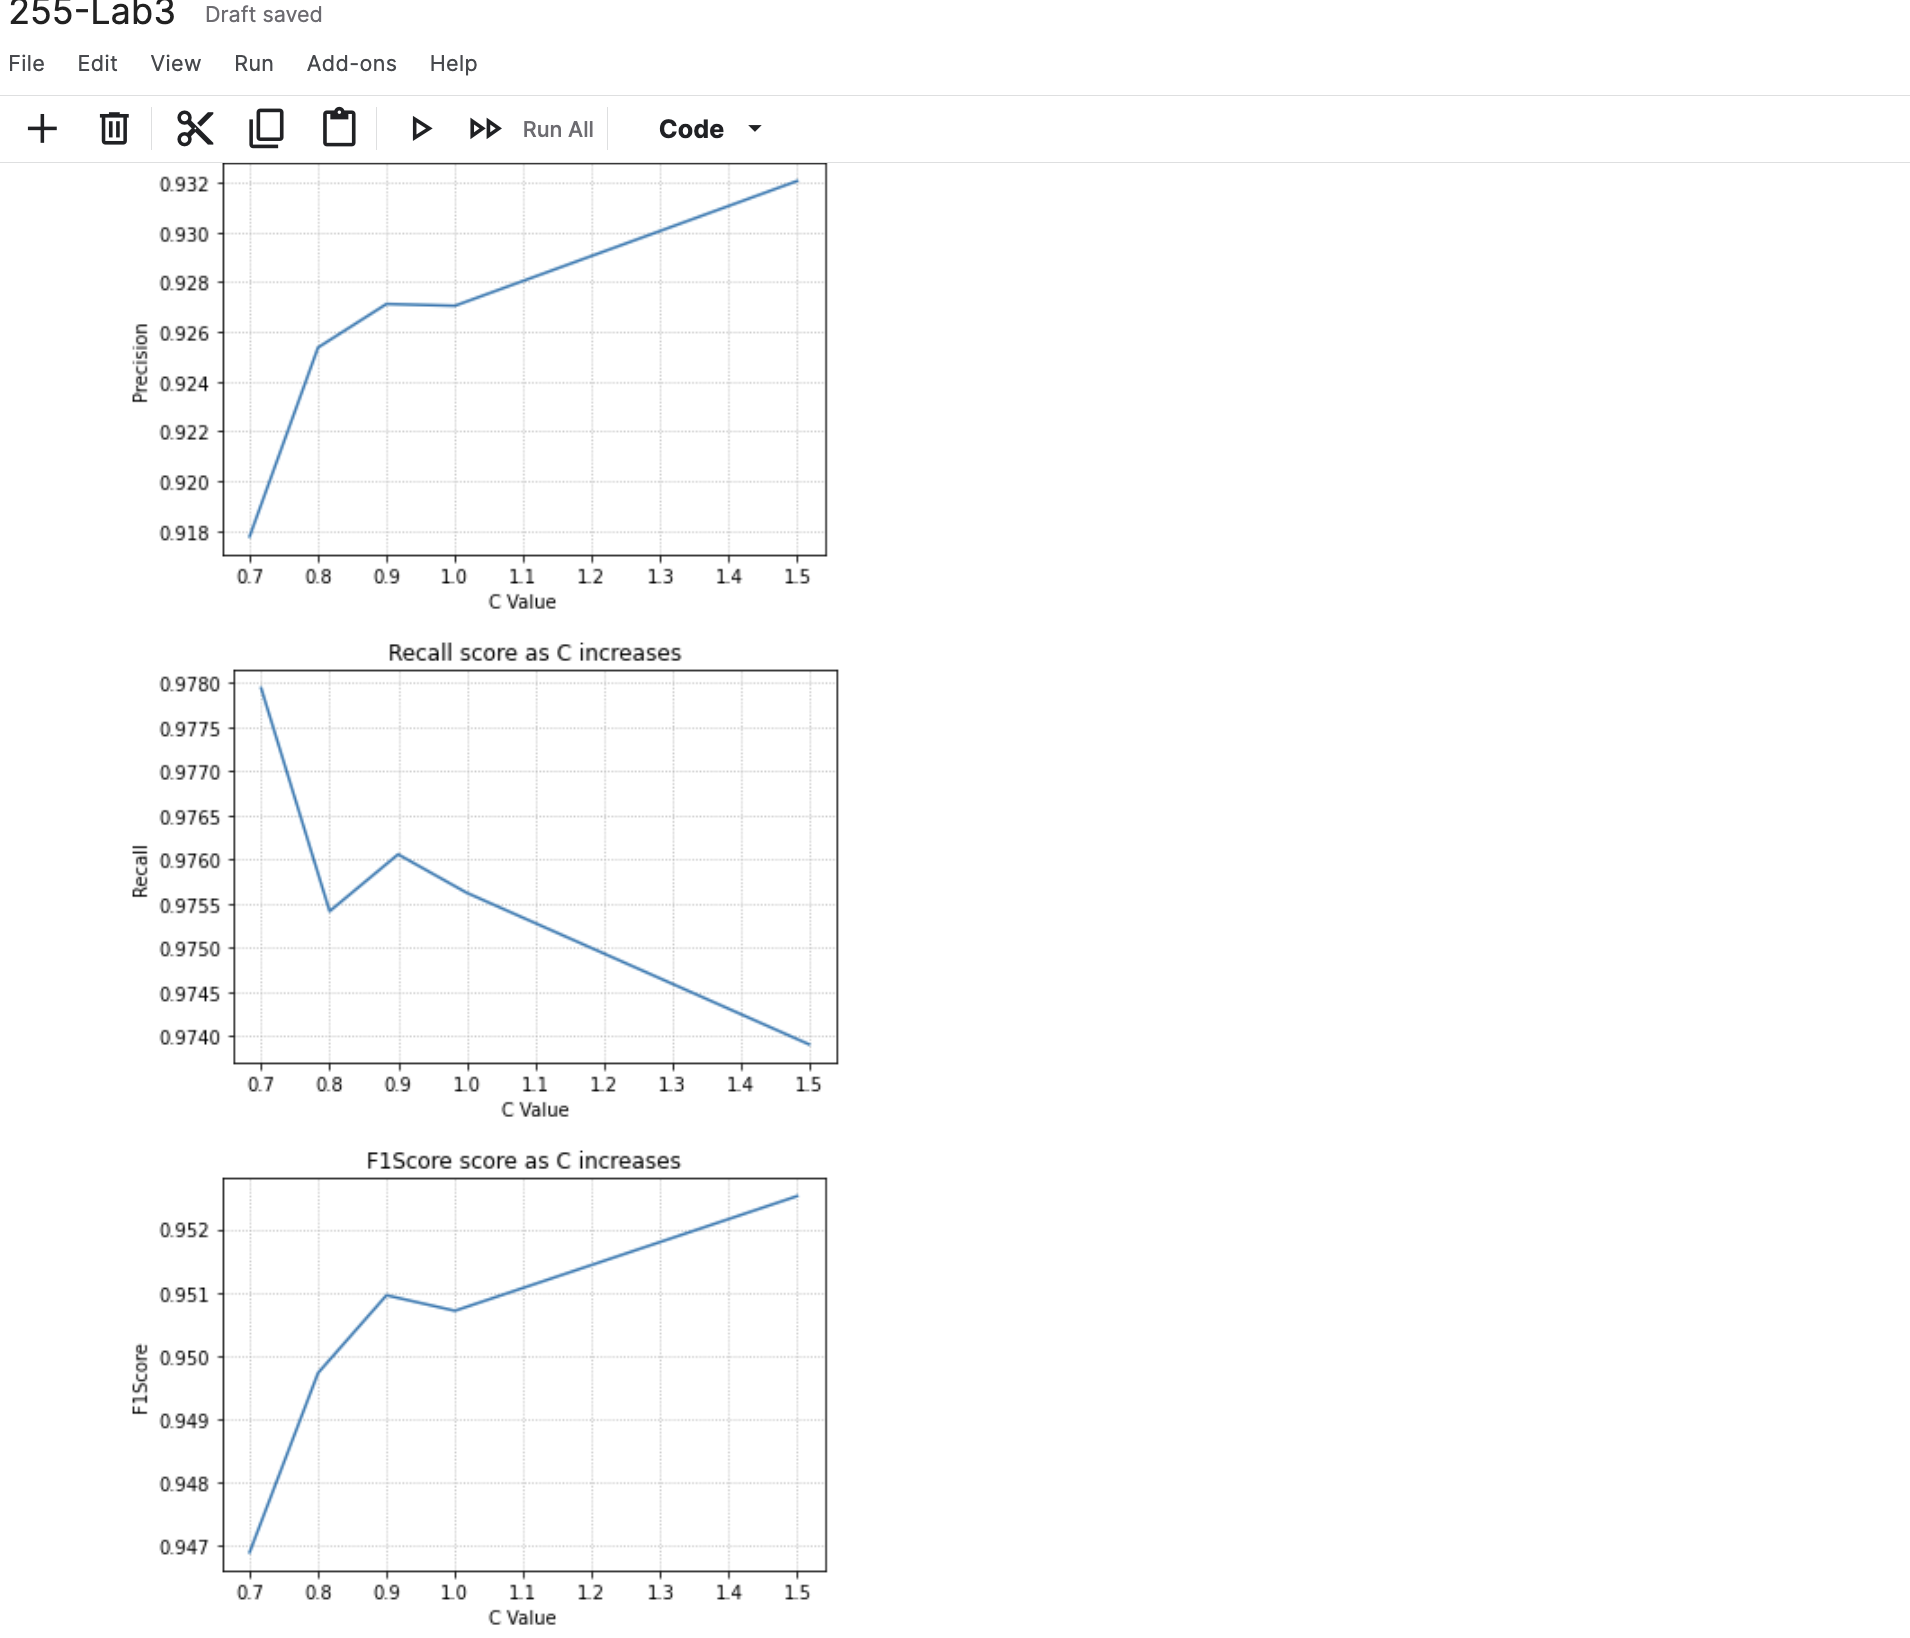 255-Lab3 Draft saved
File Edit View Run Add-ons Help
Run All Code
0.932
0.930
0.928
0.926
0.924
0.922
0.920
0.918
Precision
0.7 0.8 0.9 1.0 1.1 1.2 1.3 1.4 1.5
C Value
Recall score as C increases
0.9780
0.9775
0.9770
0.9765
0.9760
0.9755
0.9750
0.9745
0.9740
Recall
0.7 0.8 0.9 1.0 1.1 1.2 1.3 1.4 1.5
C Value
F1Score score as C increases
0.952
0.951
0.950
0.949
0.948
0.947
F1Score
0.7 0.8 0.9 1.0 1.1 1.2 1.3 1.4 1.5
C Value